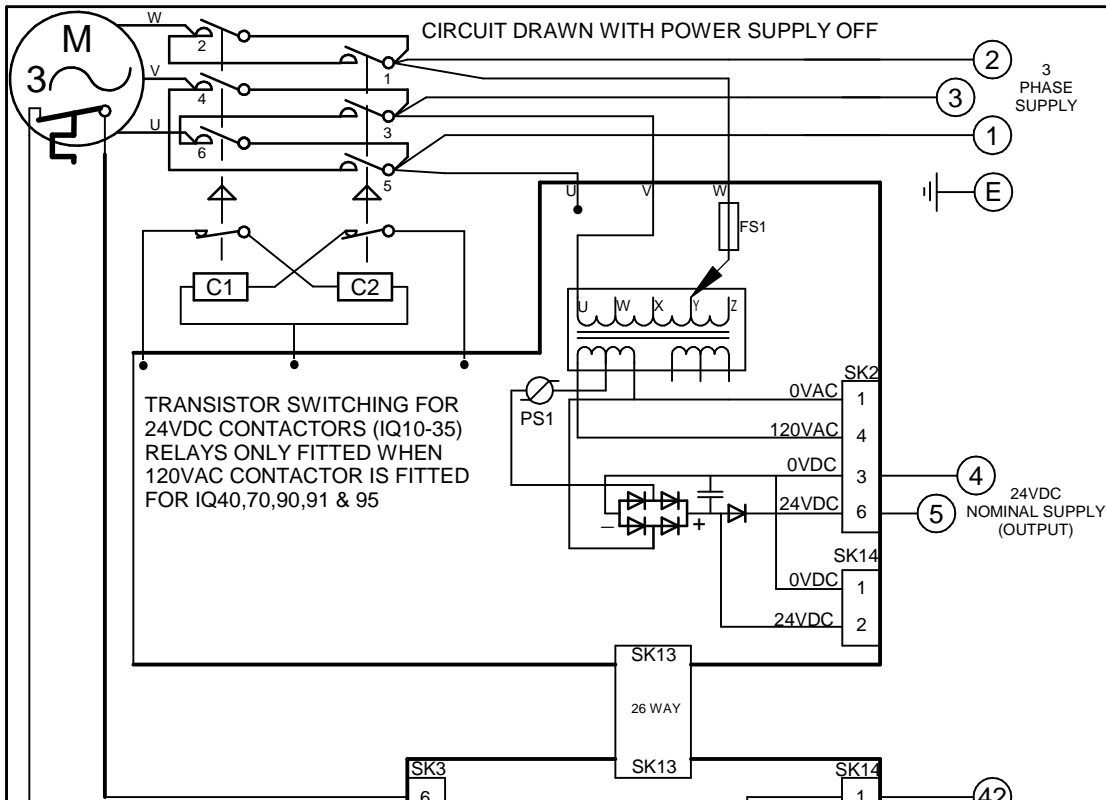 CIRCUIT DRAWN WITH POWER SUPPLY OFF
M
3
W
V
U
2
4
6
1
3
5
2
3
1
E
3
PHASE
SUPPLY
U
V
W
FS1
C1
C2
U
W
X
Y
Z
PS1
TRANSISTOR SWITCHING FOR
24VDC CONTACTORS (IQ10-35)
RELAYS ONLY FITTED WHEN
120VAC CONTACTOR IS FITTED
FOR IQ40,70,90,91 & 95
SK2
0VAC 1
120VAC 4
0VDC 3
24VDC 6
4
5
24VDC
NOMINAL SUPPLY
(OUTPUT)
– +
SK14
0VDC 1
24VDC 2
SK13
26 WAY
SK13
SK3
6
SK14
1
42